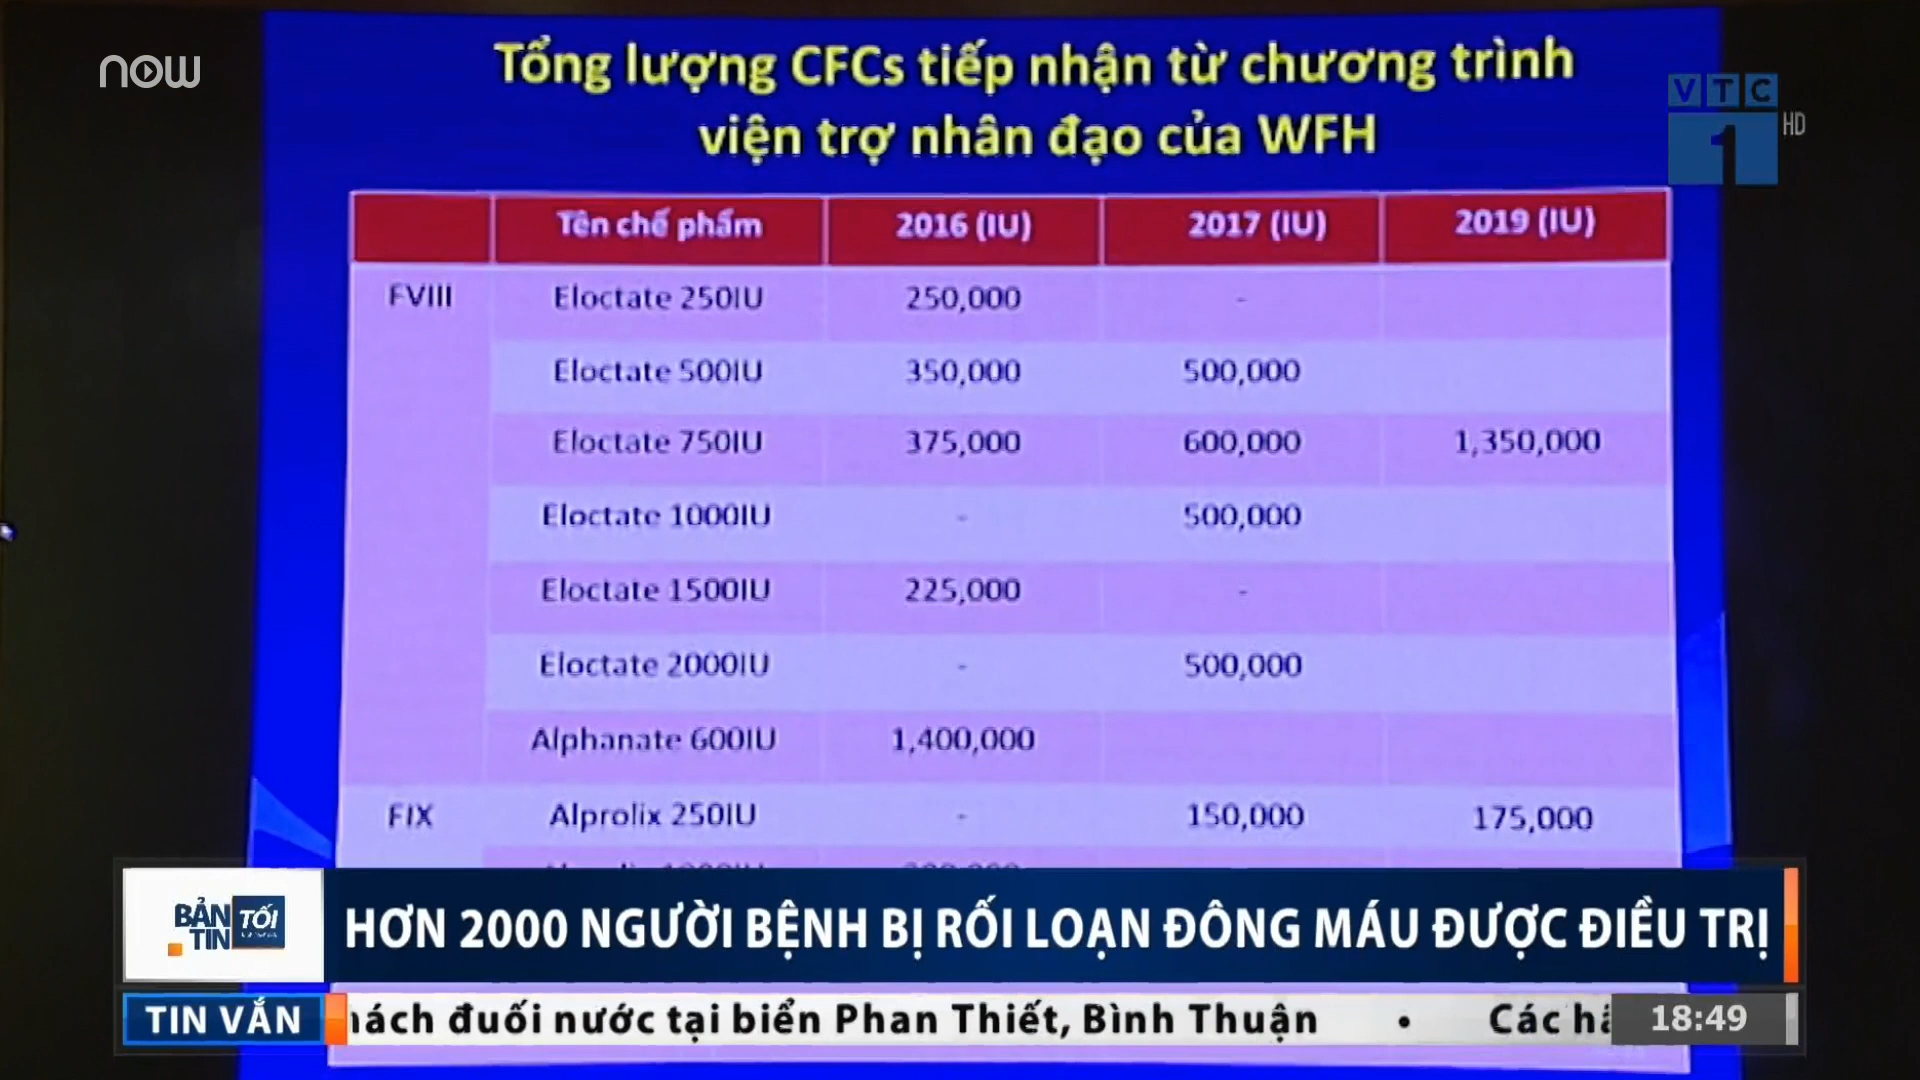 now
VTC
1
HD
Tổng lượng CFCs tiếp nhận từ chương trình
viện trợ nhân đạo của WFH
Tên chế phẩm 2016 (IU) 2017 (IU) 2019 (IU)
FVIII Eloctate 250IU 250,000 -
Eloctate 500IU 350,000 500,000
Eloctate 750IU 375,000 600,000 1,350,000
Eloctate 1000IU - 500,000
Eloctate 1500IU 225,000 -
Eloctate 2000IU - 500,000
Alphanate 600IU 1,400,000
FIX Alprolix 250IU - 150,000 175,000
BẢN TIN TỐI
HƠN 2000 NGƯỜI BỆNH BỊ RỐI LOẠN ĐÔNG MÁU ĐƯỢC ĐIỀU TRỊ
TIN VẮN
đuối nước tại biển Phan Thiết, Bình Thuận • Các
18:49